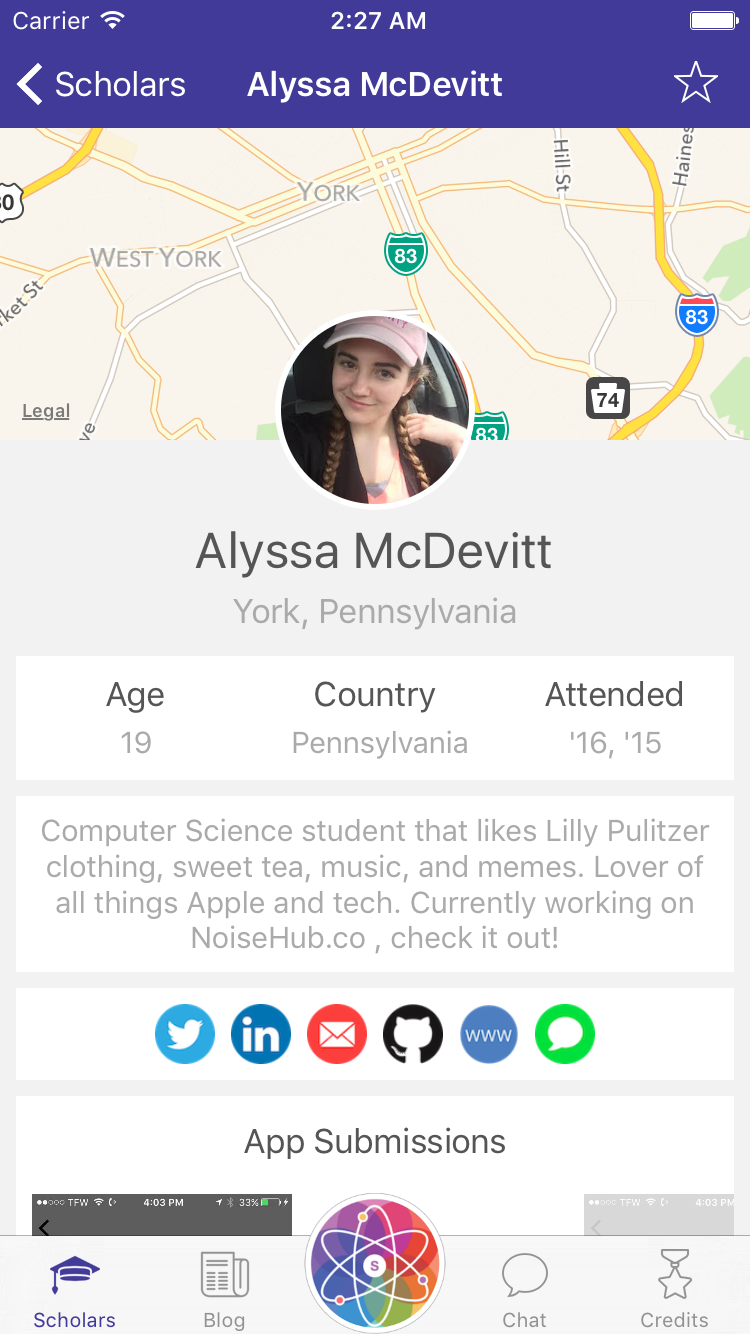 Carrier 2:27 AM
Scholars Alyssa McDevitt
Hill St
Haines
YORK
WEST YORK
83
83
74
83
Legal
Alyssa McDevitt
York, Pennsylvania
Age Country Attended
19 Pennsylvania '16, '15
Computer Science student that likes Lilly Pulitzer
clothing, sweet tea, music, and memes. Lover of
all things Apple and tech. Currently working on
NoiseHub.co , check it out!
in www
App Submissions
TFW 4:03 PM 33%
TFW 4:03 PM
S
Scholars Blog Chat Credits